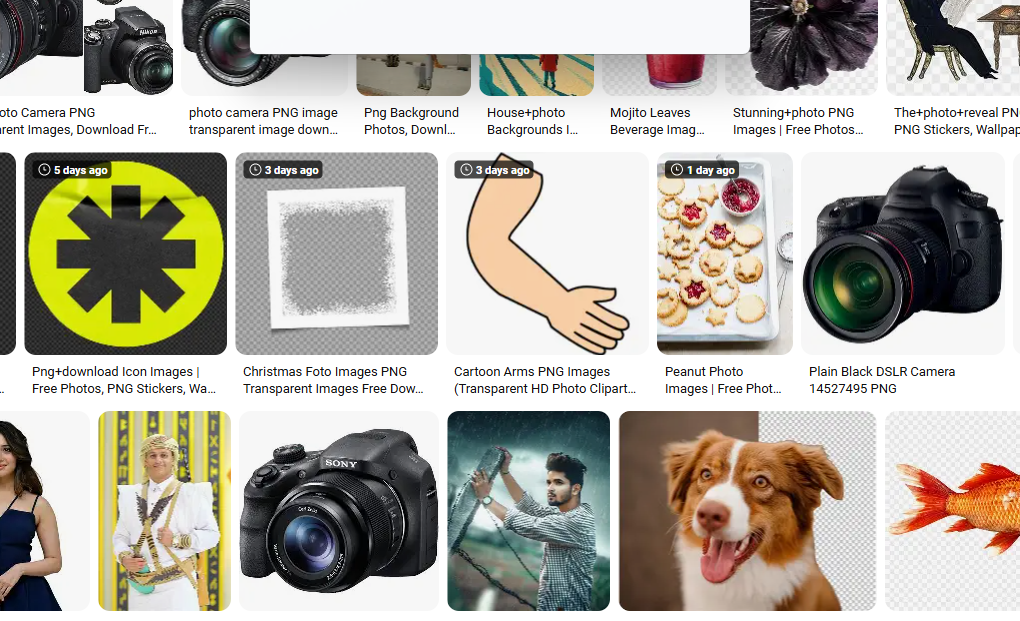 Nikon
oto Camera PNG
arent Images, Download Fr...
photo camera PNG image
transparent image down...
Png Background
Photos, Downl...
House+photo
Backgrounds I...
Mojito Leaves
Beverage Imag...
Stunning+photo PNG
Images | Free Photos...
The+photo+reveal PN
PNG Stickers, Wallpap
5 days ago
3 days ago
3 days ago
1 day ago
...
Png+download Icon Images |
Free Photos, PNG Stickers, Wa...
Christmas Foto Images PNG
Transparent Images Free Dow...
Cartoon Arms PNG Images
(Transparent HD Photo Clipart...
Peanut Photo
Images | Free Phot...
Plain Black DSLR Camera
14527495 PNG
SONY
Carl Zeiss